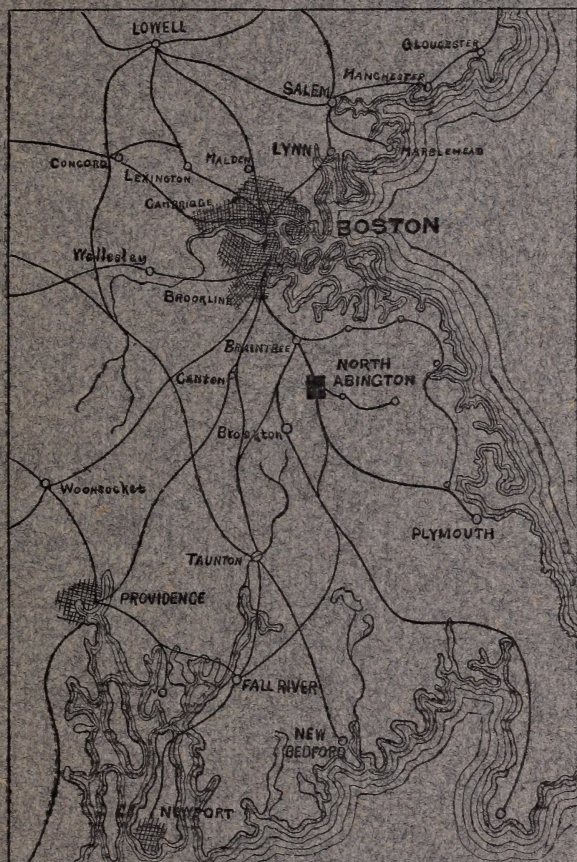 LOWELL
GLOUCESTER
MANCHESTER
SALEM
LYNN
MARBLEHEAD
CONCORD
MALDEN
LEXINGTON
CAMBRIDGE
BOSTON
Wellesley
BROOKLINE
BRAINTREE
NORTH
ABINGTON
Canton
Brockton
WOONSOCKET
PLYMOUTH
TAUNTON
PROVIDENCE
FALL RIVER
NEW
BEDFORD
NEWPORT